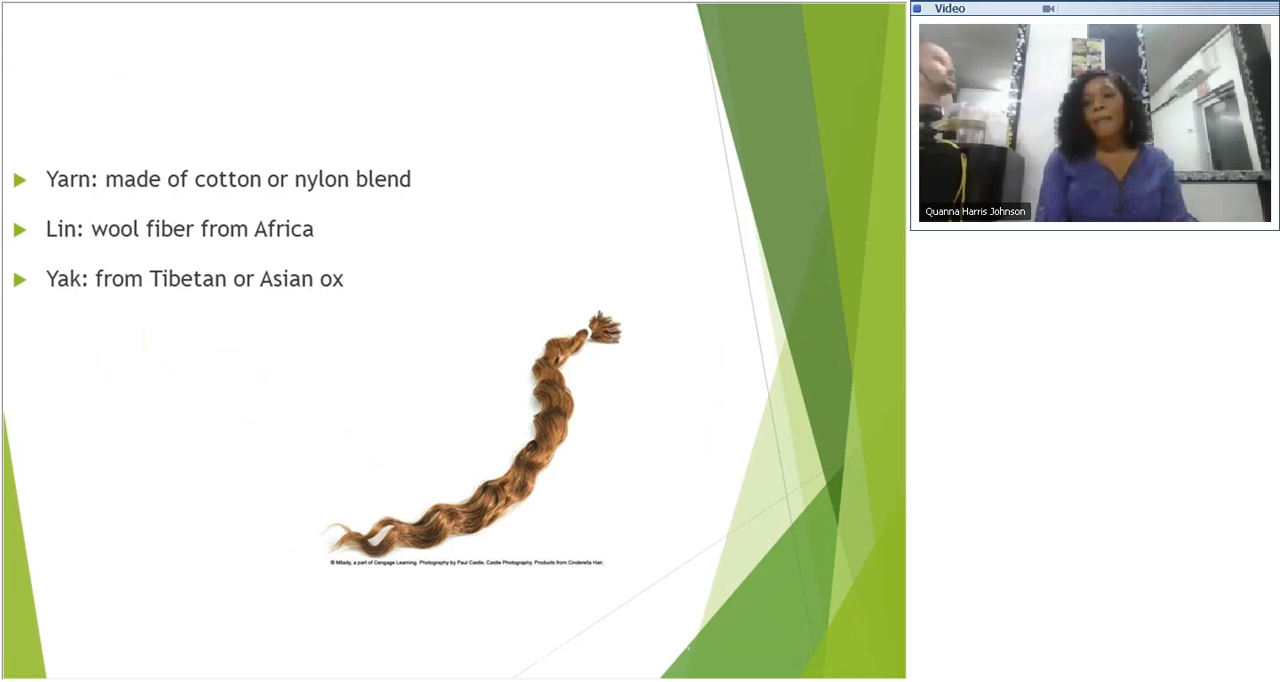 Video
Quanna Harris Johnson
Yarn: made of cotton or nylon blend
Lin: wool fiber from Africa
Yak: from Tibetan or Asian ox
© Milady, a part of Cengage Learning. Photography by Paul Castle, Castle Photography. Products from Cinderella Hair.